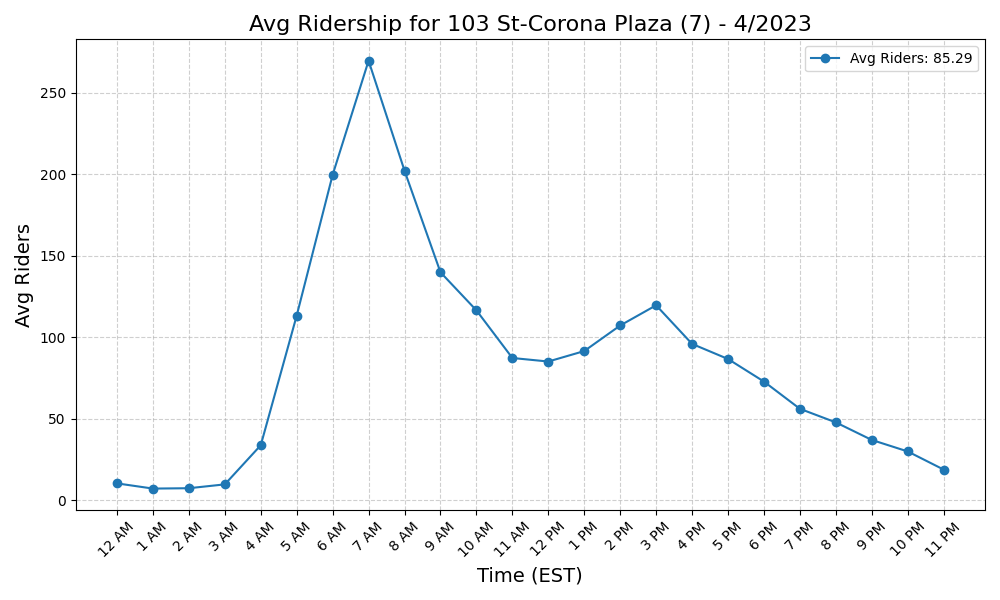 Avg Ridership for 103 St-Corona Plaza (7) - 4/2023
Avg Riders: 85.29
Avg Riders
250
200
150
100
50
0
12 AM
1 AM
2 AM
3 AM
4 AM
5 AM
6 AM
7 AM
8 AM
9 AM
10 AM
11 AM
12 PM
1 PM
2 PM
3 PM
4 PM
5 PM
6 PM
7 PM
8 PM
9 PM
10 PM
11 PM
Time (EST)